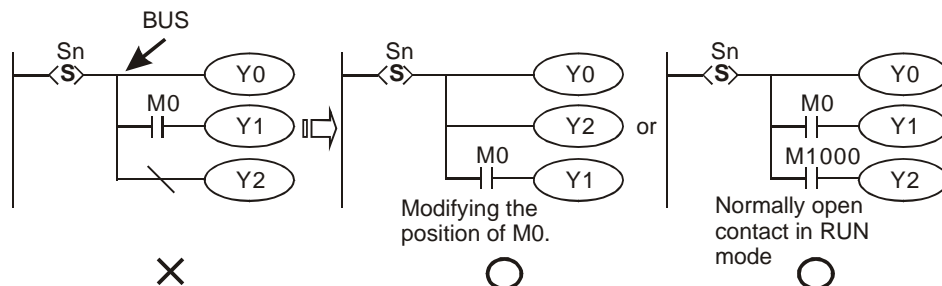 BUS
Sn
S
Y0
M0
Y1
Y2
Sn
S
Y0
Y2
M0
Y1
Modifying the
position of M0.
or
Sn
S
Y0
M0
Y1
M1000
Y2
Normally open
contact in RUN
mode